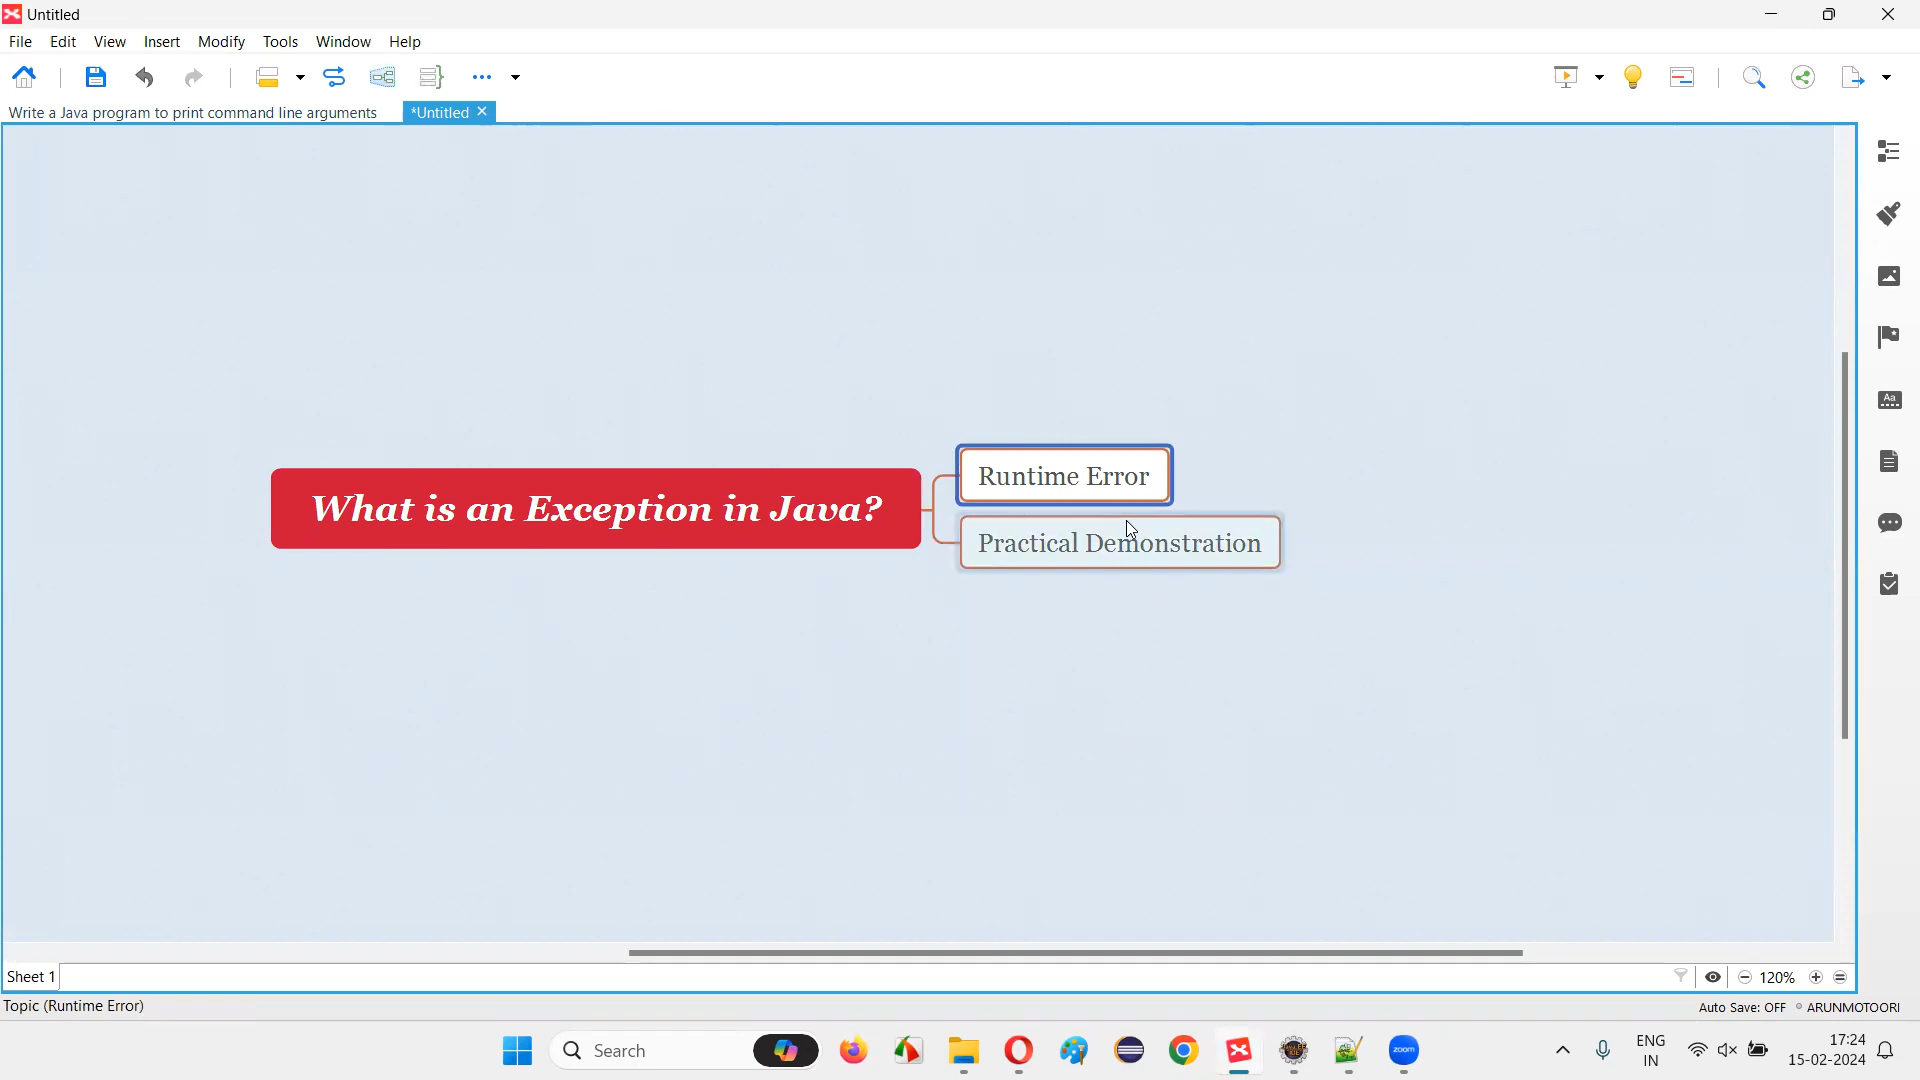 Untitled
File Edit View Insert Modify Tools Window Help
Write a Java program to print command line arguments *Untitled
Aa
Runtime Error
What is an Exception in Java?
Practical Demonstration
Sheet 1
120%
Topic (Runtime Error)
Auto Save: OFF ARUNMOTOORI
Search
zoom
ENG
IN
17:24
15-02-2024